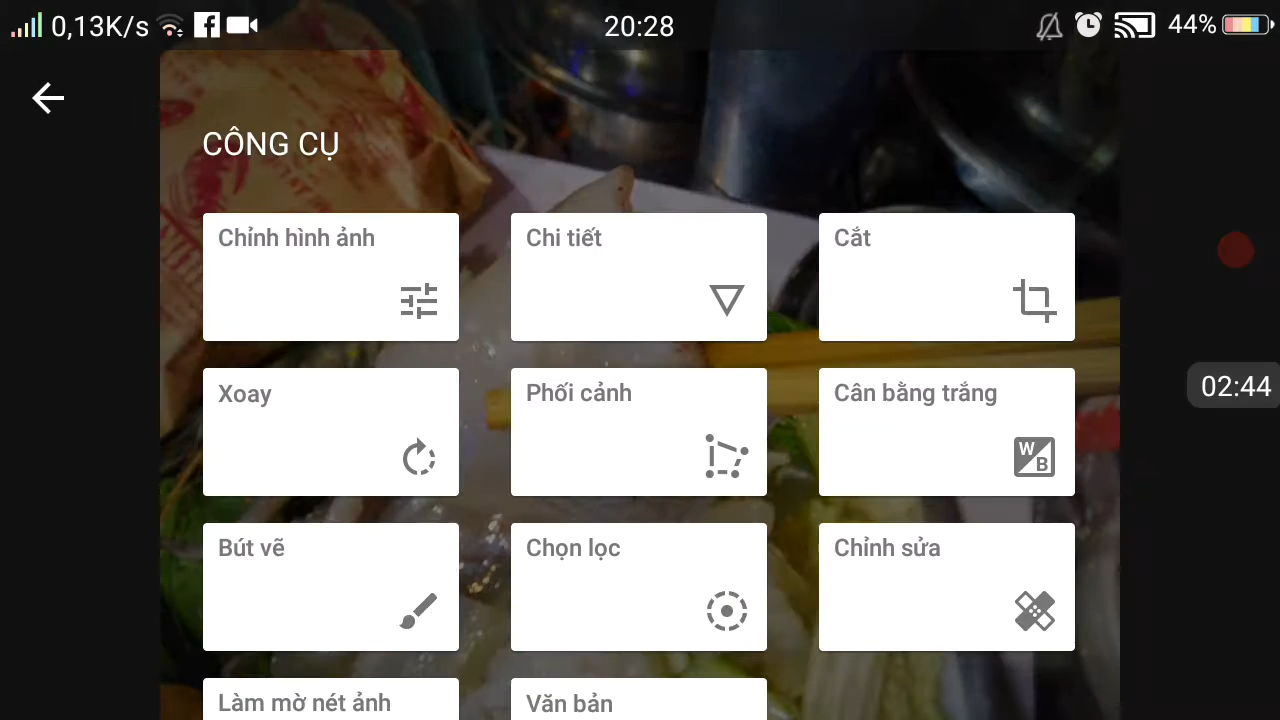 0,13K/s 20:28 44%
CÔNG CỤ
Chỉnh hình ảnh Chi tiết Cắt
Xoay Phối cảnh Cân bằng trắng
W B
02:44
Bút vẽ Chọn lọc Chỉnh sửa
Làm mờ nét ảnh Văn bản